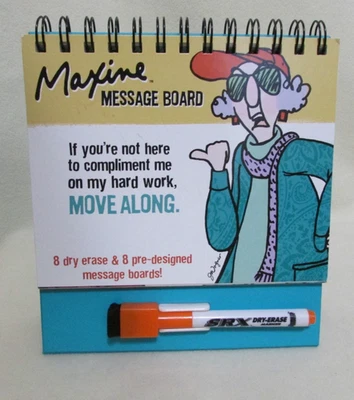 Maxine.
MESSAGE BOARD
If you're not here
to compliment me
on my hard work,
MOVE ALONG.
8 dry erase & 8 pre-designed
message boards!
SRX DRY-ERASE